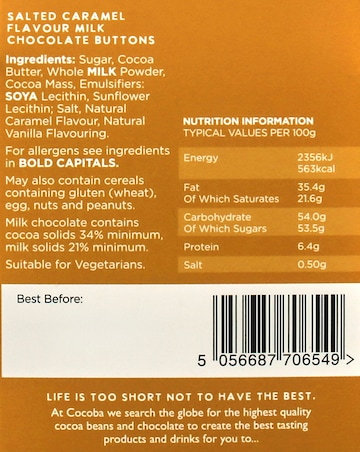 SALTED CARAMEL
FLAVOUR MILK
CHOCOLATE BUTTONS
Ingredients: Sugar, Cocoa
Butter, Whole MILK Powder,
Cocoa Mass, Emulsifiers:
SOYA Lecithin, Sunflower
Lecithin; Salt, Natural
Caramel Flavour, Natural
Vanilla Flavouring.
For allergens see ingredients
in BOLD CAPITALS.
May also contain cereals
containing gluten (wheat),
egg, nuts and peanuts.
Milk chocolate contains
cocoa solids 34% minimum,
milk solids 21% minimum.
Suitable for Vegetarians.
NUTRITION INFORMATION
TYPICAL VALUES PER 100g
Energy 2356kJ
563kcal
Fat 35.4g
Of Which Saturates 21.6g
Carbohydrate 54.0g
Of Which Sugars 53.5g
Protein 6.4g
Salt 0.50g
Best Before:
5 056687 706549 >
LIFE IS TOO SHORT NOT TO HAVE THE BEST.
At Cocoba we search the globe for the highest quality
cocoa beans and chocolate to create the best tasting
products and drinks for you to...